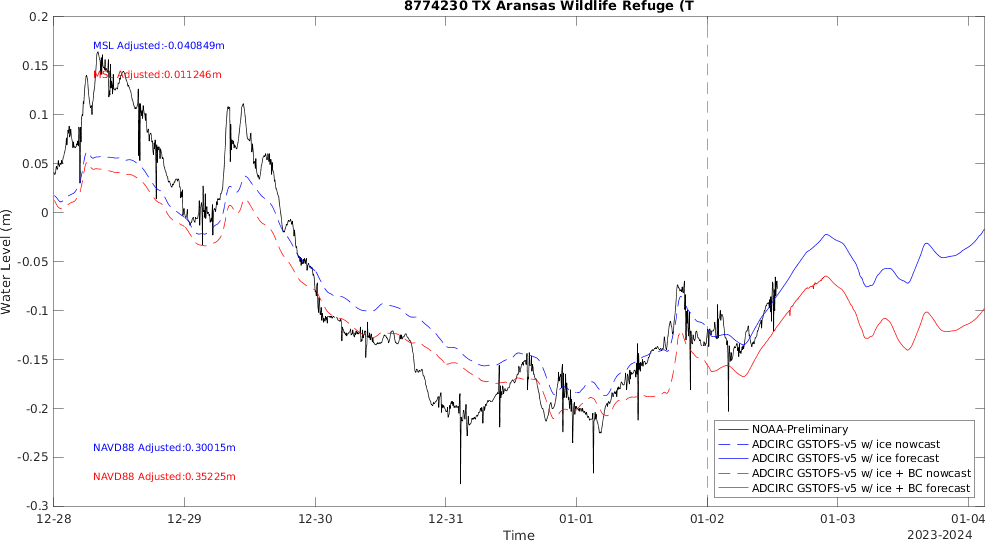 8774230 TX Aransas Wildlife Refuge (T
0.2
0.15
0.1
0.05
0
-0.05
-0.1
-0.15
-0.2
-0.25
-0.3
Water Level (m)
MSL Adjusted:-0.040849m
MSL Adjusted:0.011246m
NAVD88 Adjusted:0.30015m
NAVD88 Adjusted:0.35225m
NOAA-Preliminary
ADCIRC GSTOFS-v5 w/ ice nowcast
ADCIRC GSTOFS-v5 w/ ice forecast
ADCIRC GSTOFS-v5 w/ ice + BC nowcast
ADCIRC GSTOFS-v5 w/ ice + BC forecast
12-28 12-29 12-30 12-31 01-01 01-02 01-03 01-04
Time
2023-2024